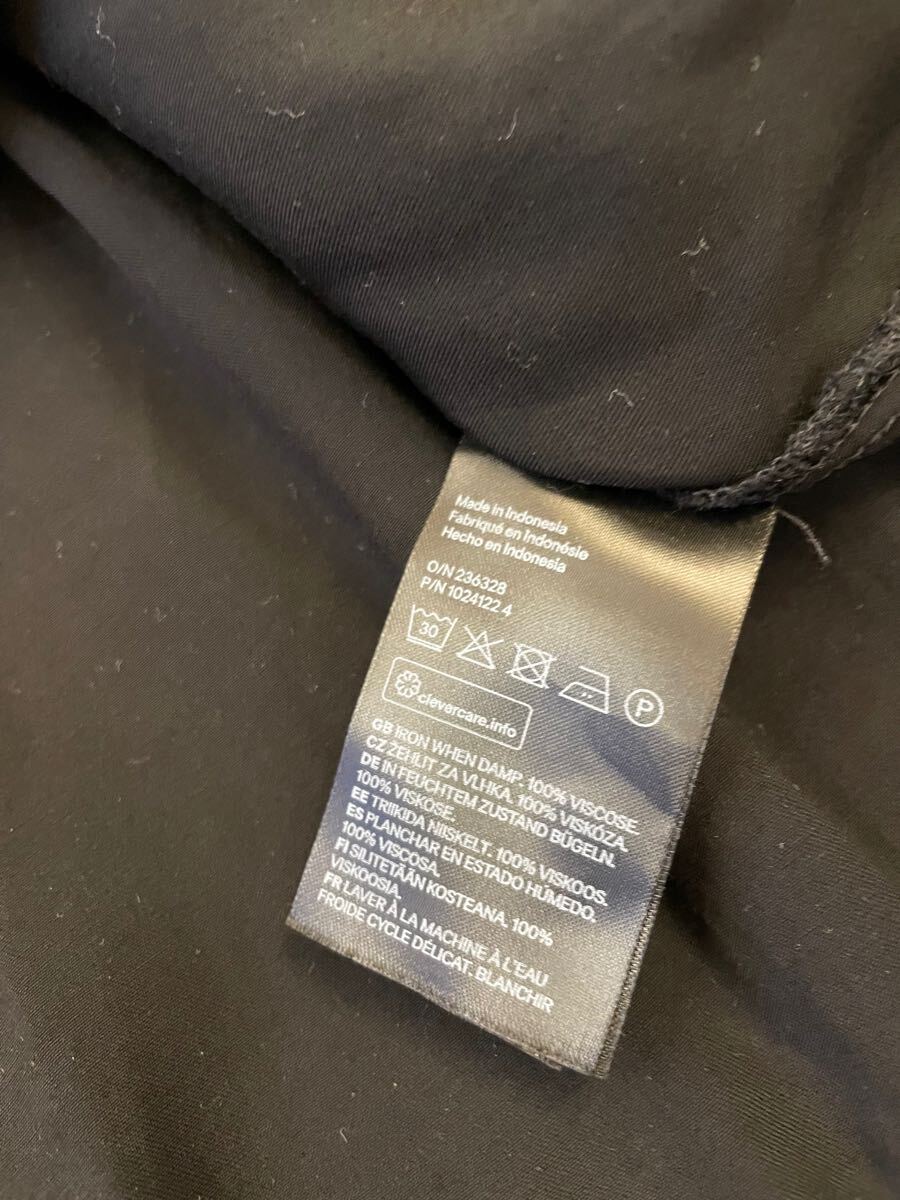 Made in Indonesia
Fabriqué en Indonésie
Hecho en Indonesia
O/N 236328
P/N 1024122.4
30
P
clevercare.info
GB IRON WHEN DAMP. 100% VISCOSE.
CZ ŽEHLIT ZA VLHKA. 100% VISKÓZA.
DE IN FEUCHTEM ZUSTAND BÜGELN.
100% VISKOSE.
EE TRIIKIDA NIISKELT. 100% VISKOOS.
ES PLANCHAR EN ESTADO HÚMEDO.
100% VISCOSA.
FI SILITETÄÄN KOSTEANA. 100%
VISKOOSIA.
FR LAVER À LA MACHINE À L'EAU
FROIDE CYCLE DÉLICAT. BLANCHIR